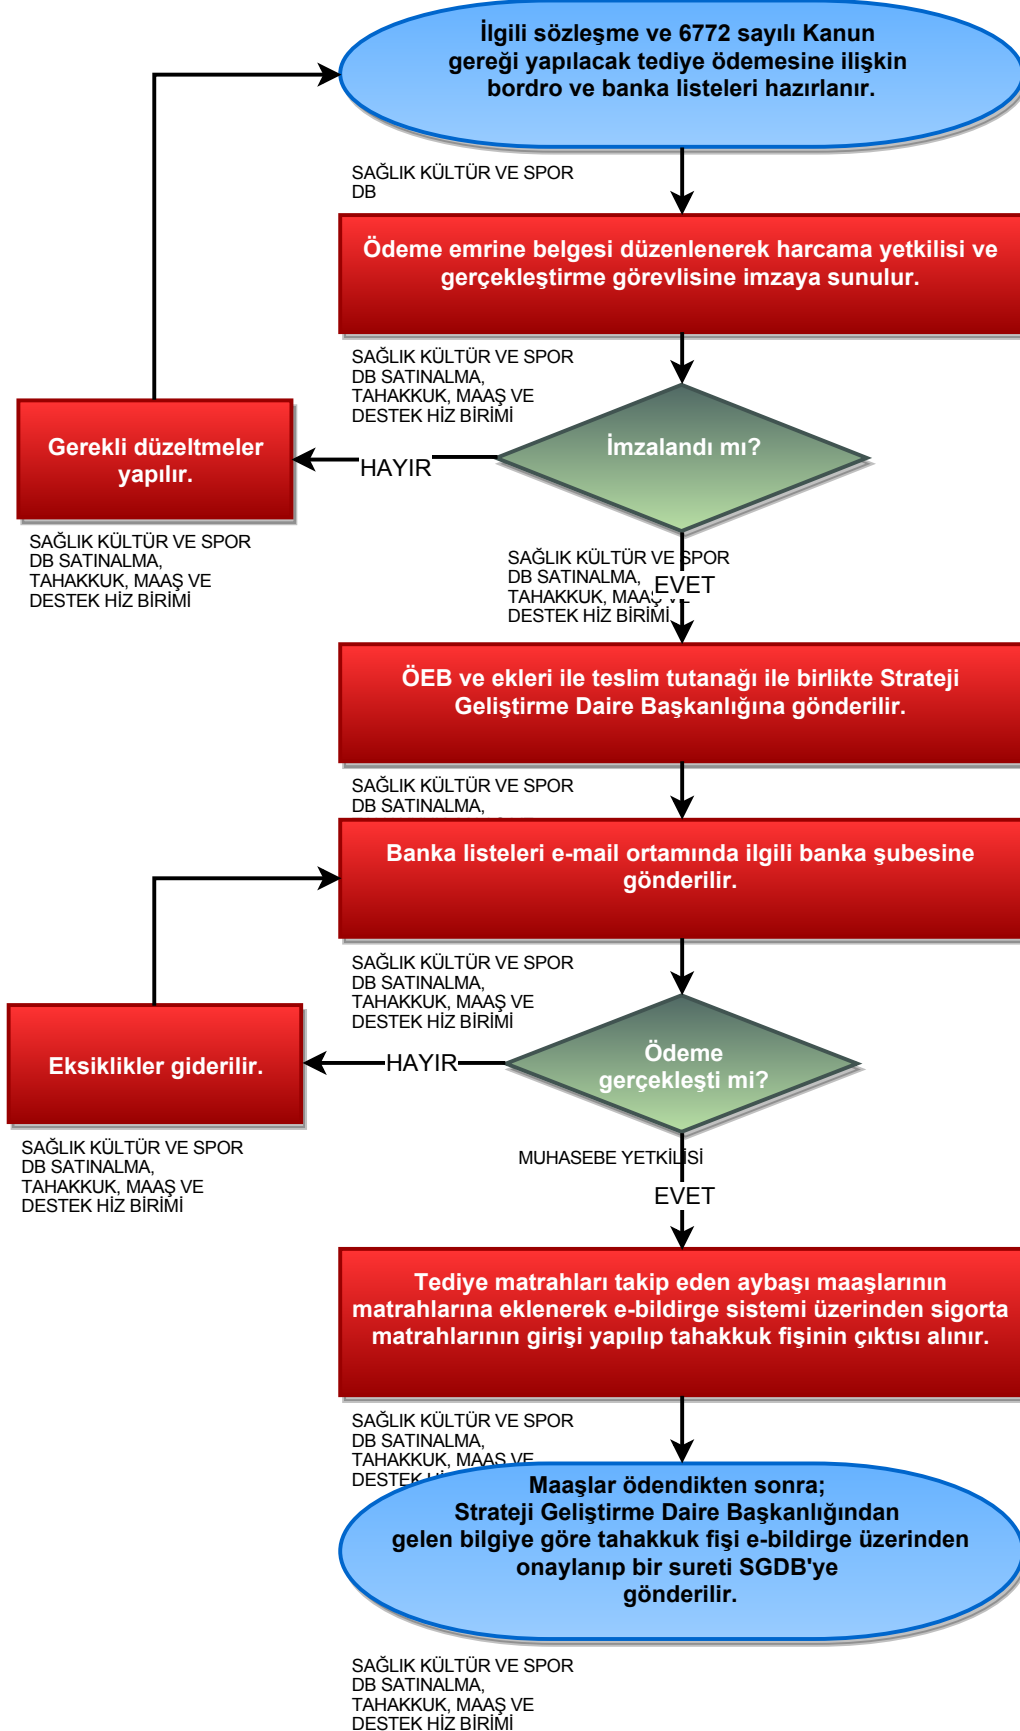 İlgili sözleşme ve 6772 sayılı Kanun
gereği yapılacak tediye ödemesine ilişkin
bordro ve banka listeleri hazırlanır.
SAĞLIK KÜLTÜR VE SPOR
DB
Ödeme emrine belgesi düzenlenerek harcama yetkilisi ve
gerçekleştirme görevlisine imzaya sunulur.
SAĞLIK KÜLTÜR VE SPOR
DB SATINALMA,
TAHAKKUK, MAAŞ VE
DESTEK HİZ BİRİMİ
İmzalandı mı?
HAYIR
Gerekli düzeltmeler
yapılır.
SAĞLIK KÜLTÜR VE SPOR
DB SATINALMA,
TAHAKKUK, MAAŞ VE
DESTEK HİZ BİRİMİ
SAĞLIK KÜLTÜR VE SPOR
DB SATINALMA,
TAHAKKUK, MAAŞ VE
DESTEK HİZ BİRİMİ
EVET
ÖEB ve ekleri ile teslim tutanağı ile birlikte Strateji
Geliştirme Daire Başkanlığına gönderilir.
SAĞLIK KÜLTÜR VE SPOR
DB SATINALMA,
Banka listeleri e-mail ortamında ilgili banka şubesine
gönderilir.
SAĞLIK KÜLTÜR VE SPOR
DB SATINALMA,
TAHAKKUK, MAAŞ VE
DESTEK HİZ BİRİMİ
Ödeme
gerçekleşti mi?
HAYIR
Eksiklikler giderilir.
SAĞLIK KÜLTÜR VE SPOR
DB SATINALMA,
TAHAKKUK, MAAŞ VE
DESTEK HİZ BİRİMİ
MUHASEBE YETKİLİSİ
EVET
Tediye matrahları takip eden aybaşı maaşlarının
matrahlarına eklenerek e-bildirge sistemi üzerinden sigorta
matrahlarının girişi yapılıp tahakkuk fişinin çıktısı alınır.
SAĞLIK KÜLTÜR VE SPOR
DB SATINALMA,
TAHAKKUK, MAAŞ VE
DESTEK
Maaşlar ödendikten sonra;
Strateji Geliştirme Daire Başkanlığından
gelen bilgiye göre tahakkuk fişi e-bildirge üzerinden
onaylanıp bir sureti SGDB'ye
gönderilir.
SAĞLIK KÜLTÜR VE SPOR
DB SATINALMA,
TAHAKKUK, MAAŞ VE
DESTEK HİZ BİRİMİ